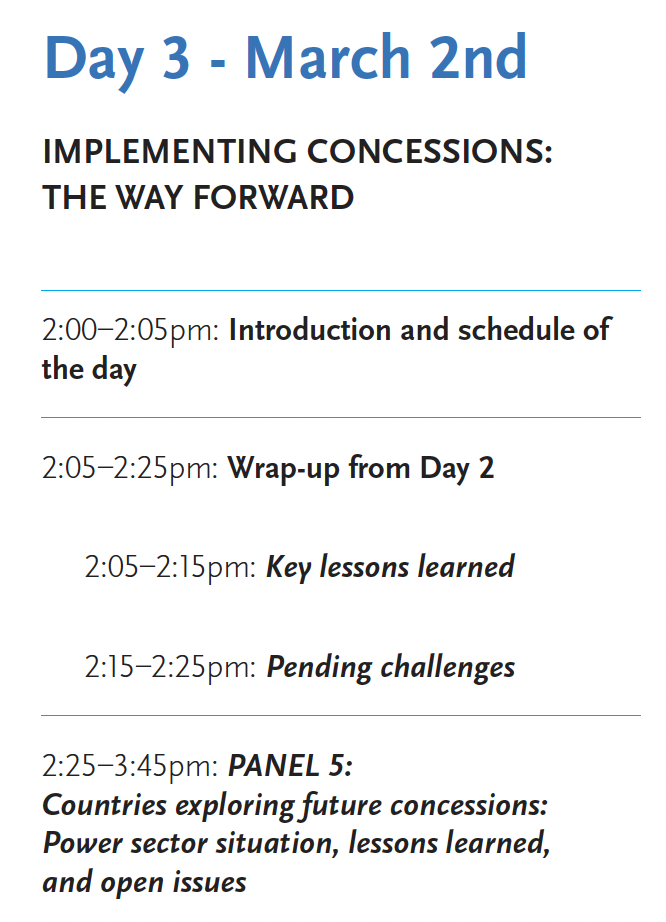 Day 3 - March 2nd
IMPLEMENTING CONCESSIONS:
THE WAY FORWARD
2:00–2:05pm: Introduction and schedule of
the day
2:05–2:25pm: Wrap-up from Day 2
2:05–2:15pm: Key lessons learned
2:15–2:25pm: Pending challenges
2:25–3:45pm: PANEL 5:
Countries exploring future concessions:
Power sector situation, lessons learned,
and open issues